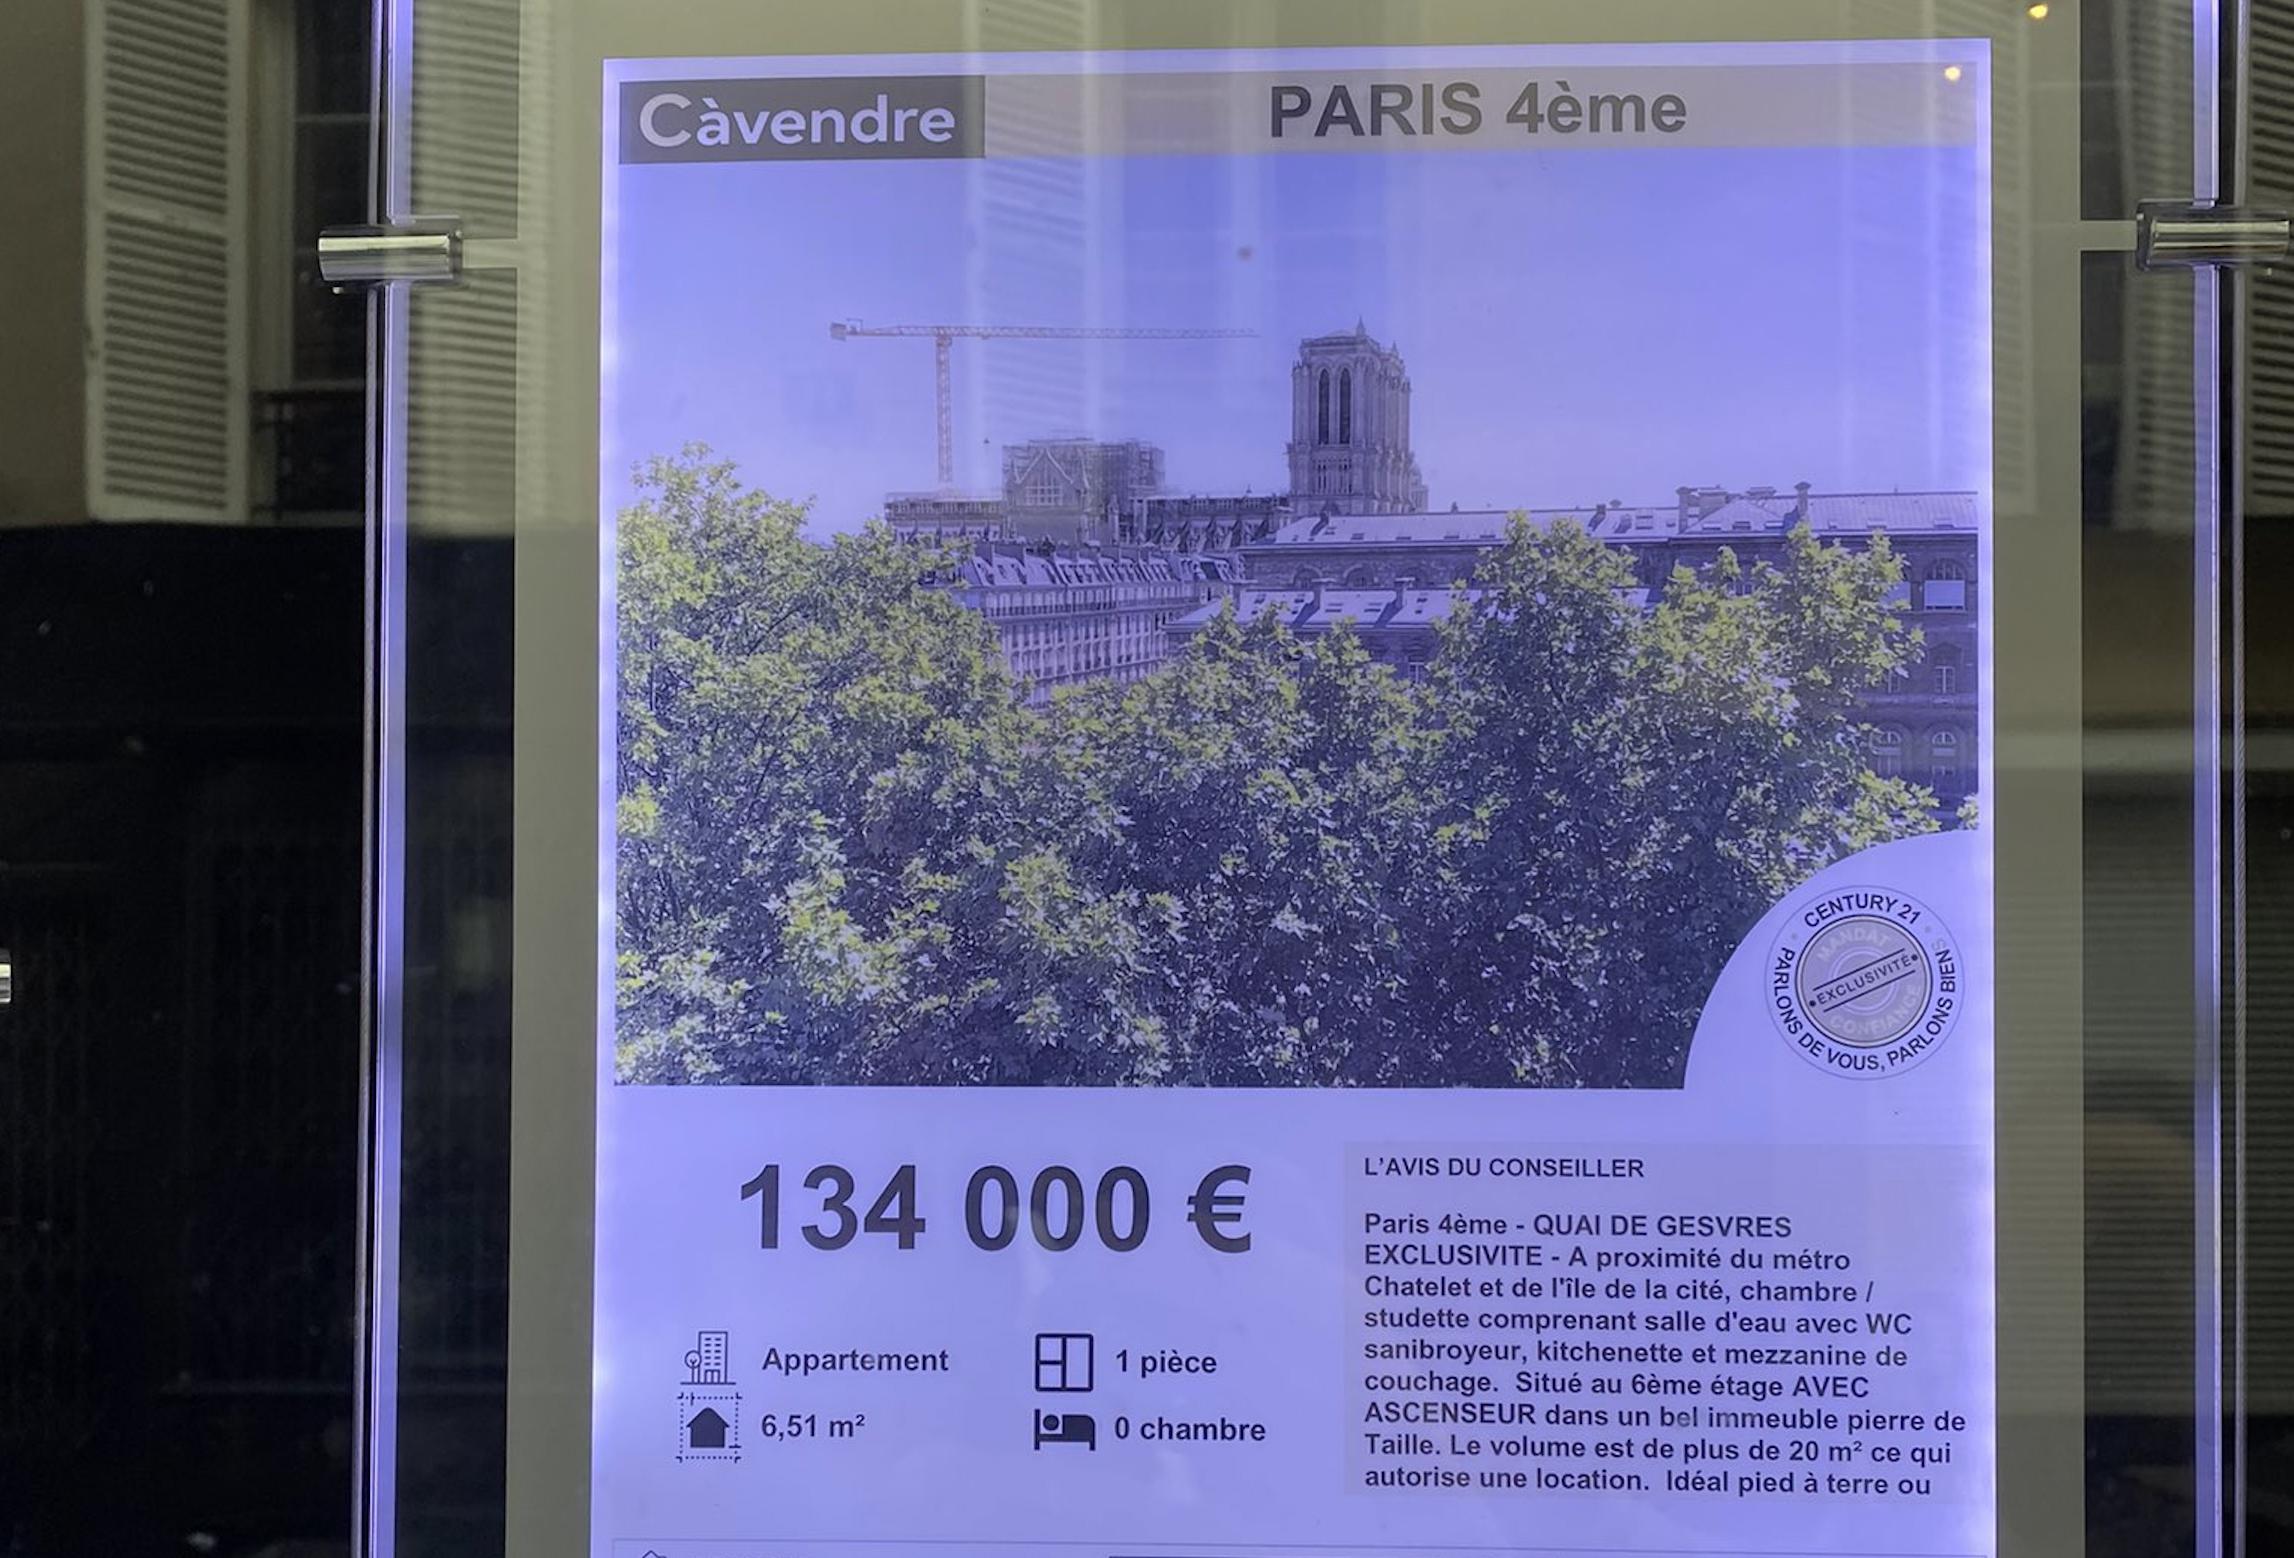 Càvendre
PARIS 4ème
CENTURY 21
PARLONS DE VOUS, PARLONS BIENS
MANDAT
EXCLUSIVITÉ
CONFIANCE
134 000 €
Appartement
1 pièce
6,51 m²
0 chambre
L'AVIS DU CONSEILLER
Paris 4ème - QUAI DE GESVRES
EXCLUSIVITE - A proximité du métro
Chatelet et de l'île de la cité, chambre /
studette comprenant salle d'eau avec WC
sanibroyeur, kitchenette et mezzanine de
couchage. Situé au 6ème étage AVEC
ASCENSEUR dans un bel immeuble pierre de
Taille. Le volume est de plus de 20 m² ce qui
autorise une location. Idéal pied à terre ou